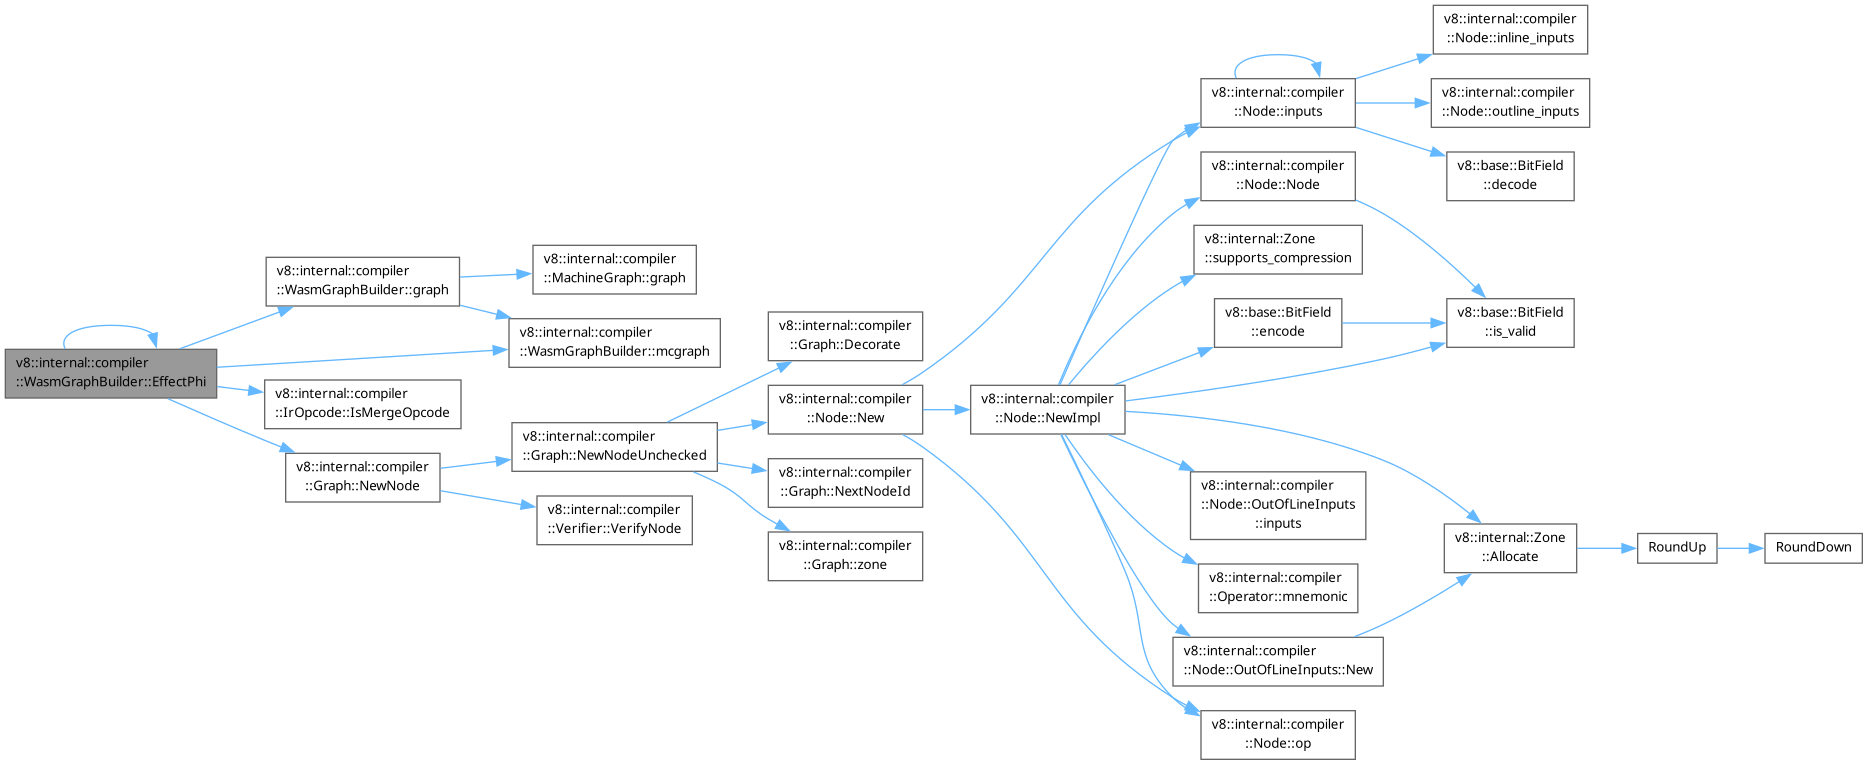 v8::internal::compiler
::WasmGraphBuilder::EffectPhi
v8::internal::compiler
::WasmGraphBuilder::graph
v8::internal::compiler
::MachineGraph::graph
v8::internal::compiler
::WasmGraphBuilder::mcgraph
v8::internal::compiler
::IrOpcode::IsMergeOpcode
v8::internal::compiler
::Graph::NewNode
v8::internal::compiler
::Graph::NewNodeUnchecked
v8::internal::compiler
::Verifier::VerifyNode
v8::internal::compiler
::Graph::Decorate
v8::internal::compiler
::Node::New
v8::internal::compiler
::Graph::NextNodeId
v8::internal::compiler
::Graph::zone
v8::internal::compiler
::Node::NewImpl
v8::internal::compiler
::Node::inputs
v8::internal::compiler
::Node::Node
v8::internal::Zone
::supports_compression
v8::base::BitField
::encode
v8::internal::compiler
::Node::OutOfLineInputs
::inputs
v8::internal::compiler
::Operator::mnemonic
v8::internal::compiler
::Node::OutOfLineInputs::New
v8::internal::compiler
::Node::op
v8::internal::compiler
::Node::inline_inputs
v8::internal::compiler
::Node::outline_inputs
v8::base::BitField
::decode
v8::base::BitField
::is_valid
v8::internal::Zone
::Allocate
RoundUp
RoundDown